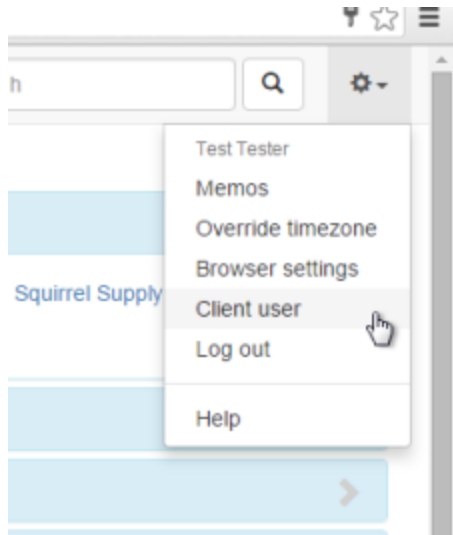 h
Test Tester
Memos
Override timezone
Browser settings
Squirrel Supply
Client user
Log out
Help